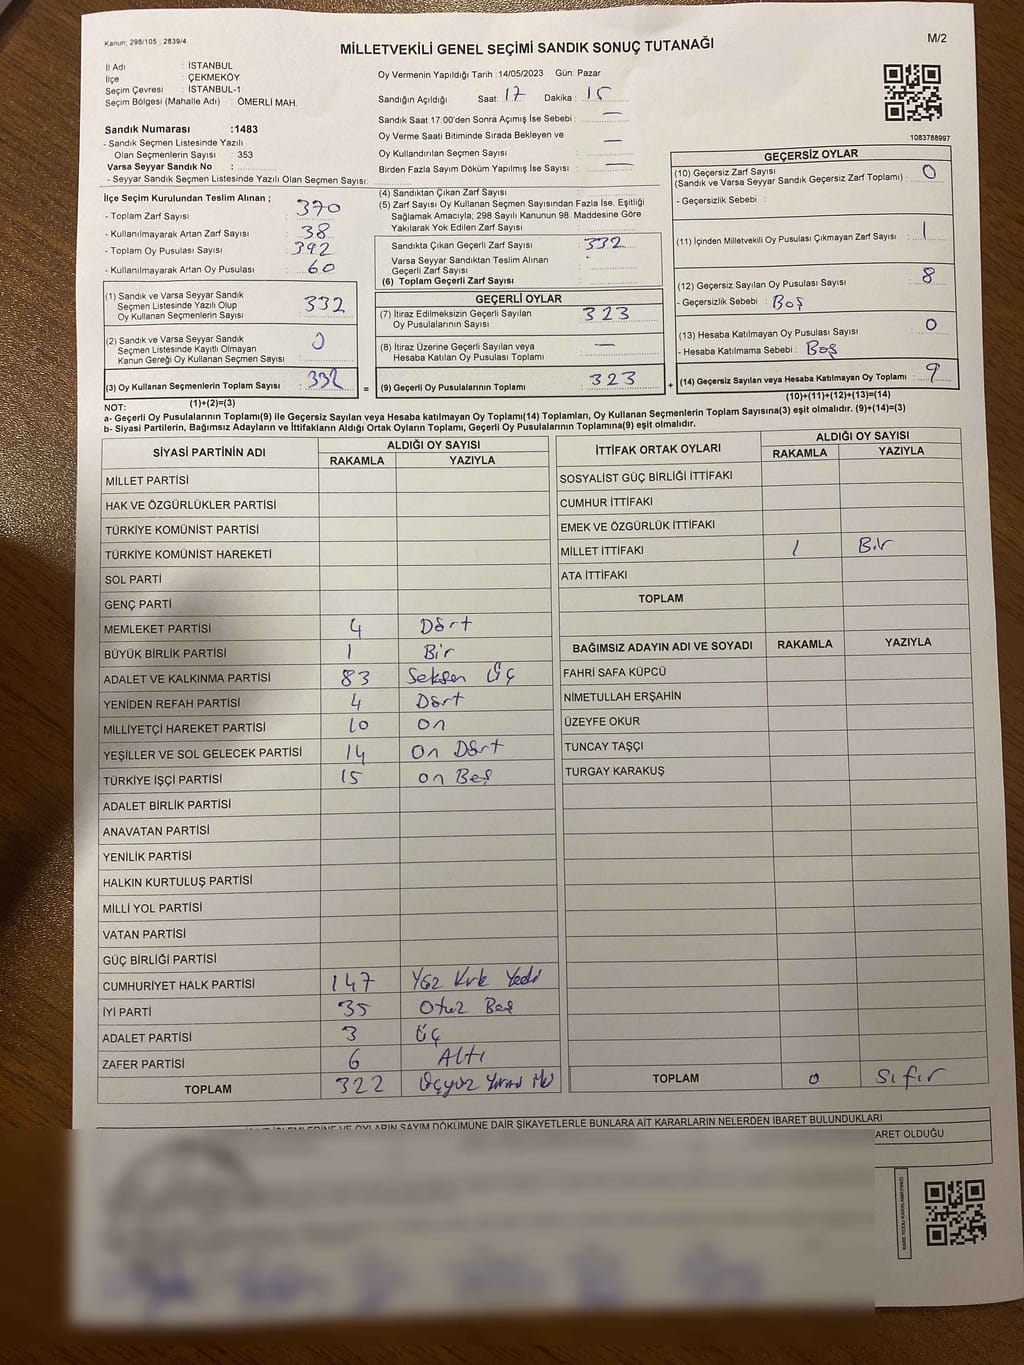 Kanun; 298/105 , 2839/4
MİLLETVEKİLİ GENEL SEÇİMİ SANDIK SONUÇ TUTANAĞI
M/2
İl Adı : İSTANBUL
İlçe : ÇEKMEKÖY
Seçim Çevresi : İSTANBUL-1
Seçim Bölgesi (Mahalle Adı) : ÖMERLİ MAH.
Sandık Numarası :1483
- Sandık Seçmen Listesinde Yazılı
Olan Seçmenlerin Sayısı : 353
Varsa Seyyar Sandık No :
- Seyyar Sandık Seçmen Listesinde Yazılı Olan Seçmen Sayısı:
Oy Vermenin Yapıldığı Tarih :14/05/2023 Gün: Pazar
Sandığın Açıldığı Saat: 17 Dakika : 15
Sandık Saat 17:00'den Sonra Açımış İse Sebebi : —
Oy Verme Saati Bitiminde Sırada Bekleyen ve —
Oy Kullandırılan Seçmen Sayısı
Birden Fazla Sayım Döküm Yapılmış İse Sayısı : —
1083788997
İlçe Seçim Kurulundan Teslim Alınan ;
- Toplam Zarf Sayısı : 370
- Kullanılmayarak Artan Zarf Sayısı : 38
- Toplam Oy Pusulası Sayısı : 392
- Kullanılmayarak Artan Oy Pusulası : 60
(1) Sandık ve Varsa Seyyar Sandık
Seçmen Listesinde Yazılı Olup
Oy Kullanan Seçmenlerin Sayısı : 332
(2) Sandık ve Varsa Seyyar Sandık
Seçmen Listesinde Kayıtlı Olmayan
Kanun Gereği Oy Kullanan Seçmen Sayısı : 0
(3) Oy Kullanan Seçmenlerin Toplam Sayısı : 332
(1)+(2)=(3)
(4) Sandıktan Çıkan Zarf Sayısı :
(5) Zarf Sayısı Oy Kullanan Seçmen Sayısından Fazla İse, Eşitliği
Sağlamak Amacıyla; 298 Sayılı Kanunun 98. Maddesine Göre
Yakılarak Yok Edilen Zarf Sayısı :
Sandıkta Çıkan Geçerli Zarf Sayısı : 332
Varsa Seyyar Sandıktan Teslim Alınan
Geçerli Zarf Sayısı :
(6) Toplam Geçerli Zarf Sayısı :
GEÇERLİ OYLAR
(7) İtiraz Edilmeksizin Geçerli Sayılan
Oy Pusulalarının Sayısı : 323
(8) İtiraz Üzerine Geçerli Sayılan veya
Hesaba Katılan Oy Pusulası Toplamı : —
= (9) Geçerli Oy Pusulalarının Toplamı : 323 +
GEÇERSİZ OYLAR
(10) Geçersiz Zarf Sayısı
(Sandık ve Varsa Seyyar Sandık Geçersiz Zarf Toplamı) : 0
- Geçersizlik Sebebi :
(11) İçinden Milletvekili Oy Pusulası Çıkmayan Zarf Sayısı : 1
(12) Geçersiz Sayılan Oy Pusulası Sayısı : 8
- Geçersizlik Sebebi : Boş
(13) Hesaba Katılmayan Oy Pusulası Sayısı : 0
- Hesaba Katılmama Sebebi : Boş
(14) Geçersiz Sayılan veya Hesaba Katılmayan Oy Toplamı : 9
(10)+(11)+(12)+(13)=(14)
NOT:
a- Geçerli Oy Pusulalarının Toplamı(9) ile Geçersiz Sayılan veya Hesaba katılmayan Oy Toplamı(14) Toplamları, Oy Kullanan Seçmenlerin Toplam Sayısına(3) eşit olmalıdır. (9)+(14)=(3)
b- Siyasi Partilerin, Bağımsız Adayların ve İttifakların Aldığı Ortak Oyların Toplamı, Geçerli Oy Pusulalarının Toplamına(9) eşit olmalıdır.
SİYASİ PARTİNİN ADI ALDIĞI OY SAYISI
RAKAMLA YAZIYLA
MİLLET PARTİSİ
HAK VE ÖZGÜRLÜKLER PARTİSİ
TÜRKİYE KOMÜNİST PARTİSİ
TÜRKİYE KOMÜNİST HAREKETİ
SOL PARTİ
GENÇ PARTİ
MEMLEKET PARTİSİ 4 Dört
BÜYÜK BİRLİK PARTİSİ 1 Bir
ADALET VE KALKINMA PARTİSİ 83 Seksen Üç
YENİDEN REFAH PARTİSİ 4 Dört
MİLLİYETÇİ HAREKET PARTİSİ 10 on
YEŞİLLER VE SOL GELECEK PARTİSİ 14 On Dört
TÜRKİYE İŞÇİ PARTİSİ 15 on Beş
ADALET BİRLİK PARTİSİ
ANAVATAN PARTİSİ
YENİLİK PARTİSİ
HALKIN KURTULUŞ PARTİSİ
MİLLİ YOL PARTİSİ
VATAN PARTİSİ
GÜÇ BİRLİĞİ PARTİSİ
CUMHURİYET HALK PARTİSİ 147 Yüz Kırk Yedi
İYİ PARTİ 35 Otuz Beş
ADALET PARTİSİ 3 Üç
ZAFER PARTİSİ 6 Altı
TOPLAM 322 Üçyüz Yirmi İki
İTTİFAK ORTAK OYLARI ALDIĞI OY SAYISI
RAKAMLA YAZIYLA
SOSYALİST GÜÇ BİRLİĞİ İTTİFAKI
CUMHUR İTTİFAKI
EMEK VE ÖZGÜRLÜK İTTİFAKI
MİLLET İTTİFAKI 1 Bir
ATA İTTİFAKI
TOPLAM
BAĞIMSIZ ADAYIN ADI VE SOYADI RAKAMLA YAZIYLA
FAHRİ SAFA KÜPCÜ
NİMETULLAH ERŞAHİN
ÜZEYFE OKUR
TUNCAY TAŞÇI
TURGAY KARAKUŞ
TOPLAM 0 Sıfır
İŞLEMLERİNE VE OYLARIN SAYIM DÖKÜMÜNE DAİR ŞİKAYETLERLE BUNLARA AİT KARARLARIN NELERDEN İBARET BULUNDUKLARI
ARET OLDUĞU